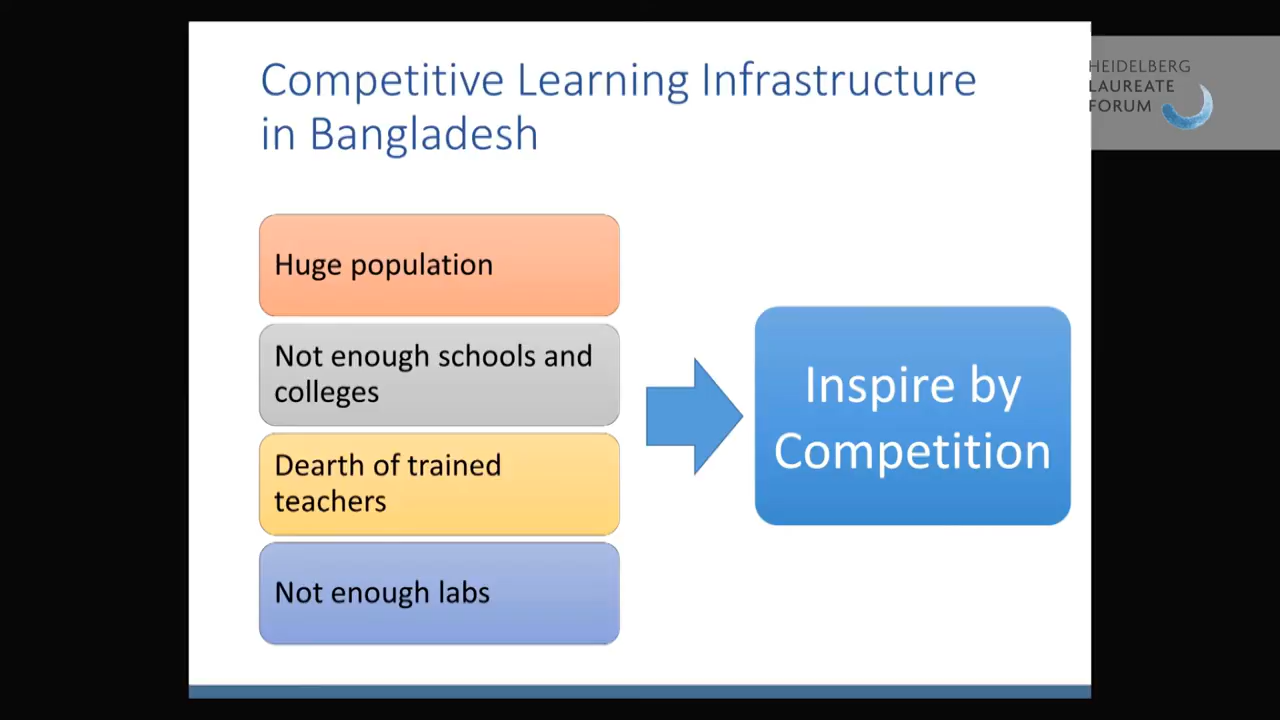 Competitive Learning Infrastructure
in Bangladesh
HEIDELBERG
LAUREATE
FORUM
Huge population
Not enough schools and
colleges
Dearth of trained
teachers
Not enough labs
Inspire by
Competition